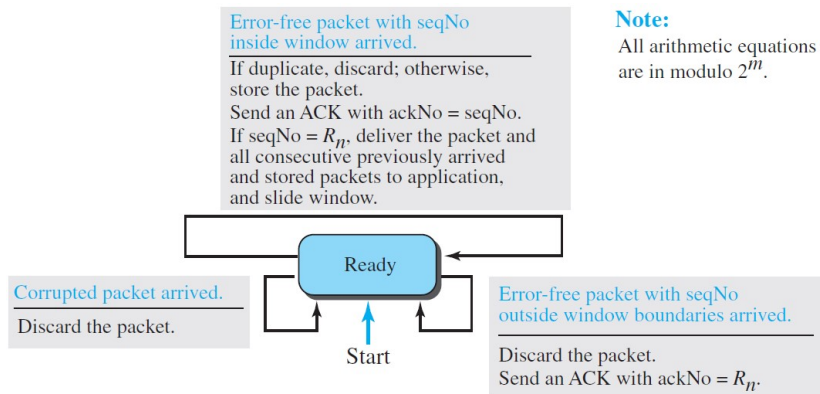 Error-free packet with seqNo
inside window arrived.
If duplicate, discard; otherwise,
store the packet.
Send an ACK with ackNo = seqNo.
If seqNo = Rn, deliver the packet and
all consecutive previously arrived
and stored packets to application,
and slide window.
Note:
All arithmetic equations
are in modulo 2^m.
Ready
Corrupted packet arrived.
Discard the packet.
Start
Error-free packet with seqNo
outside window boundaries arrived.
Discard the packet.
Send an ACK with ackNo = Rn.